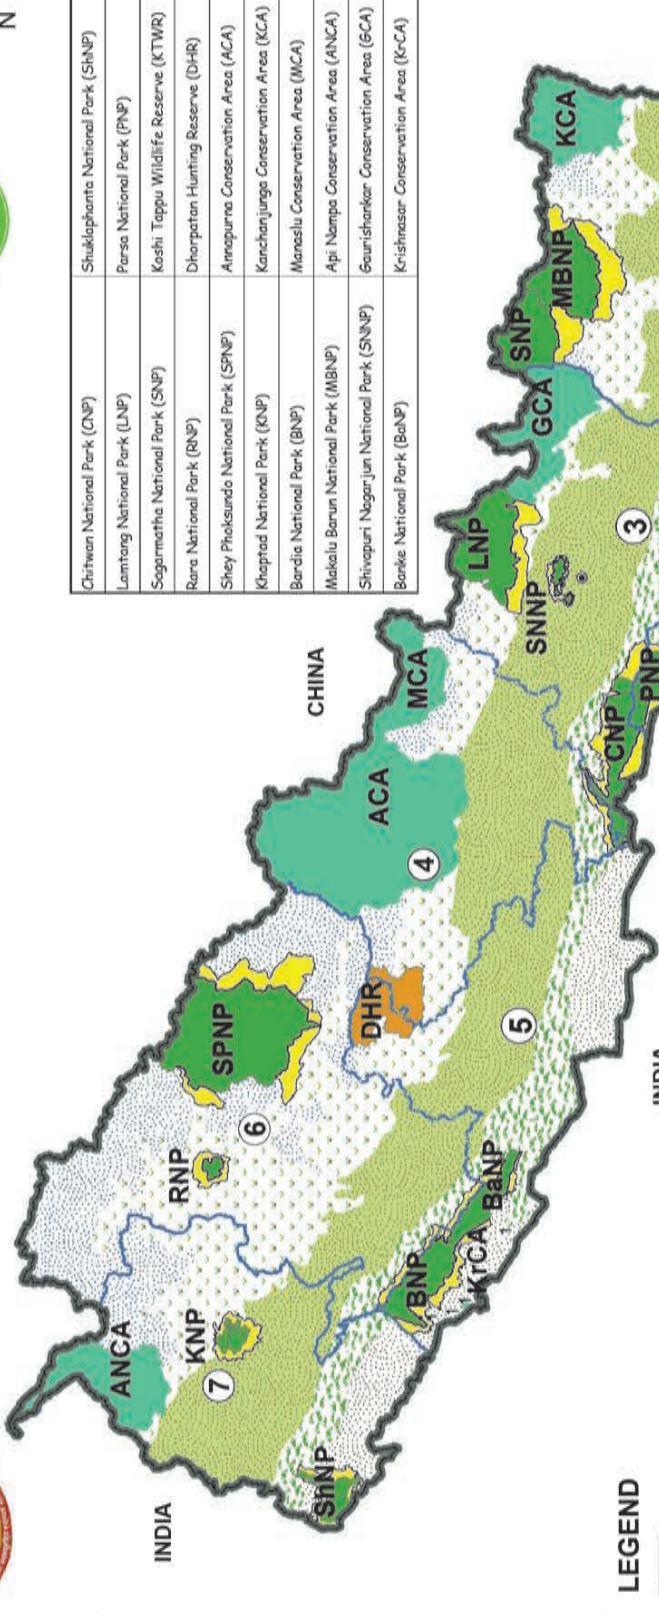 N
Chitwan National Park (CNP) Shuklaphanta National Park (ShNP)
Lamtang National Park (LNP) Parsa National Park (PNP)
Sagarmatha National Park (SNP) Koshi Tappu Wildlife Reserve (KTWR)
Rara National Park (RNP) Dhorpatan Hunting Reserve (DHR)
Shey Phoksundo National Park (SPNP) Annapurna Conservation Area (ACA)
Khaptad National Park (KNP) Kanchanjunga Conservation Area (KCA)
Bardia National Park (BNP) Manaslu Conservation Area (MCA)
Makalu Barun National Park (MBNP) Api Nampa Conservation Area (ANCA)
Shivapuri Nagarjun National Park (SNNP) Gaurishankar Conservation Area (GCA)
Banke National Park (BaNP) Krishnasar Conservation Area (KrCA)
CHINA
INDIA
ANCA
KNP
7
RNP
6
SPNP
DHR
4
ACA
MCA
LNP
SNNP
GCA
SNP
MBNP
KCA
ShNP
BNP
KrCA
BaNP
5
CNP
PNP
3
INDIA
LEGEND